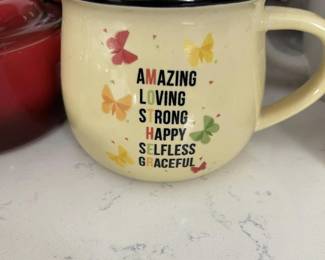 AMAZING
LOVING
STRONG
HAPPY
SELFLESS
GRACEFUL